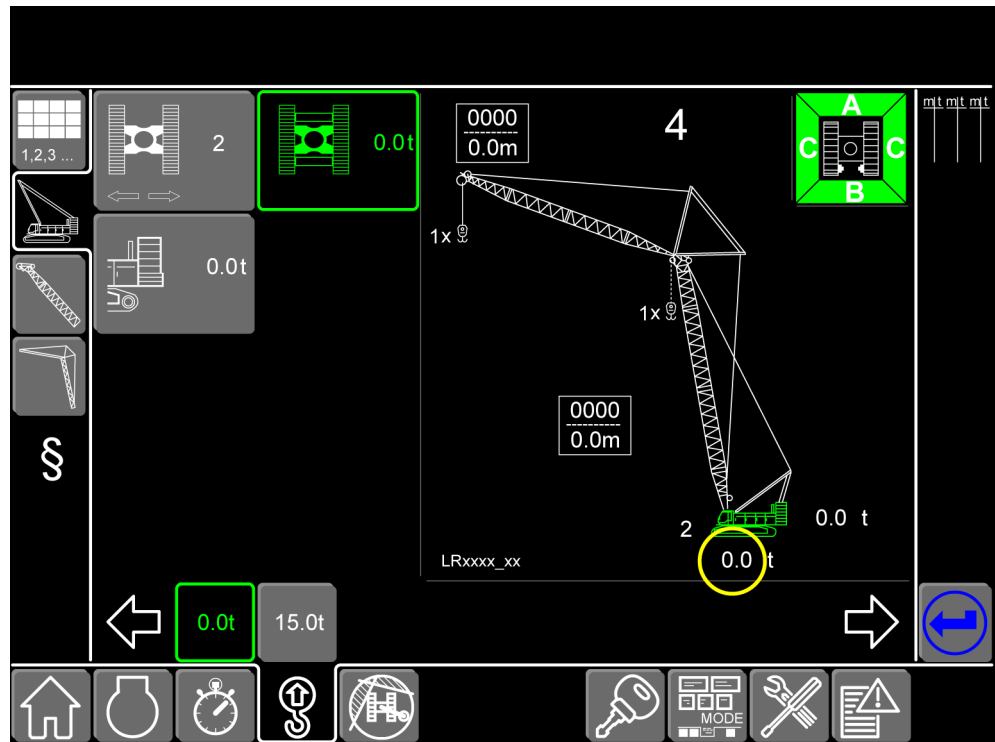 1,2,3 ...
2
0.0t
0.0t
§
0000
0.0m
4
A
C
C
B
m|t m|t m|t
1x
1x
0000
0.0m
2
0.0 t
LRxxxx_xx
0.0 t
0.0t
15.0t
MODE